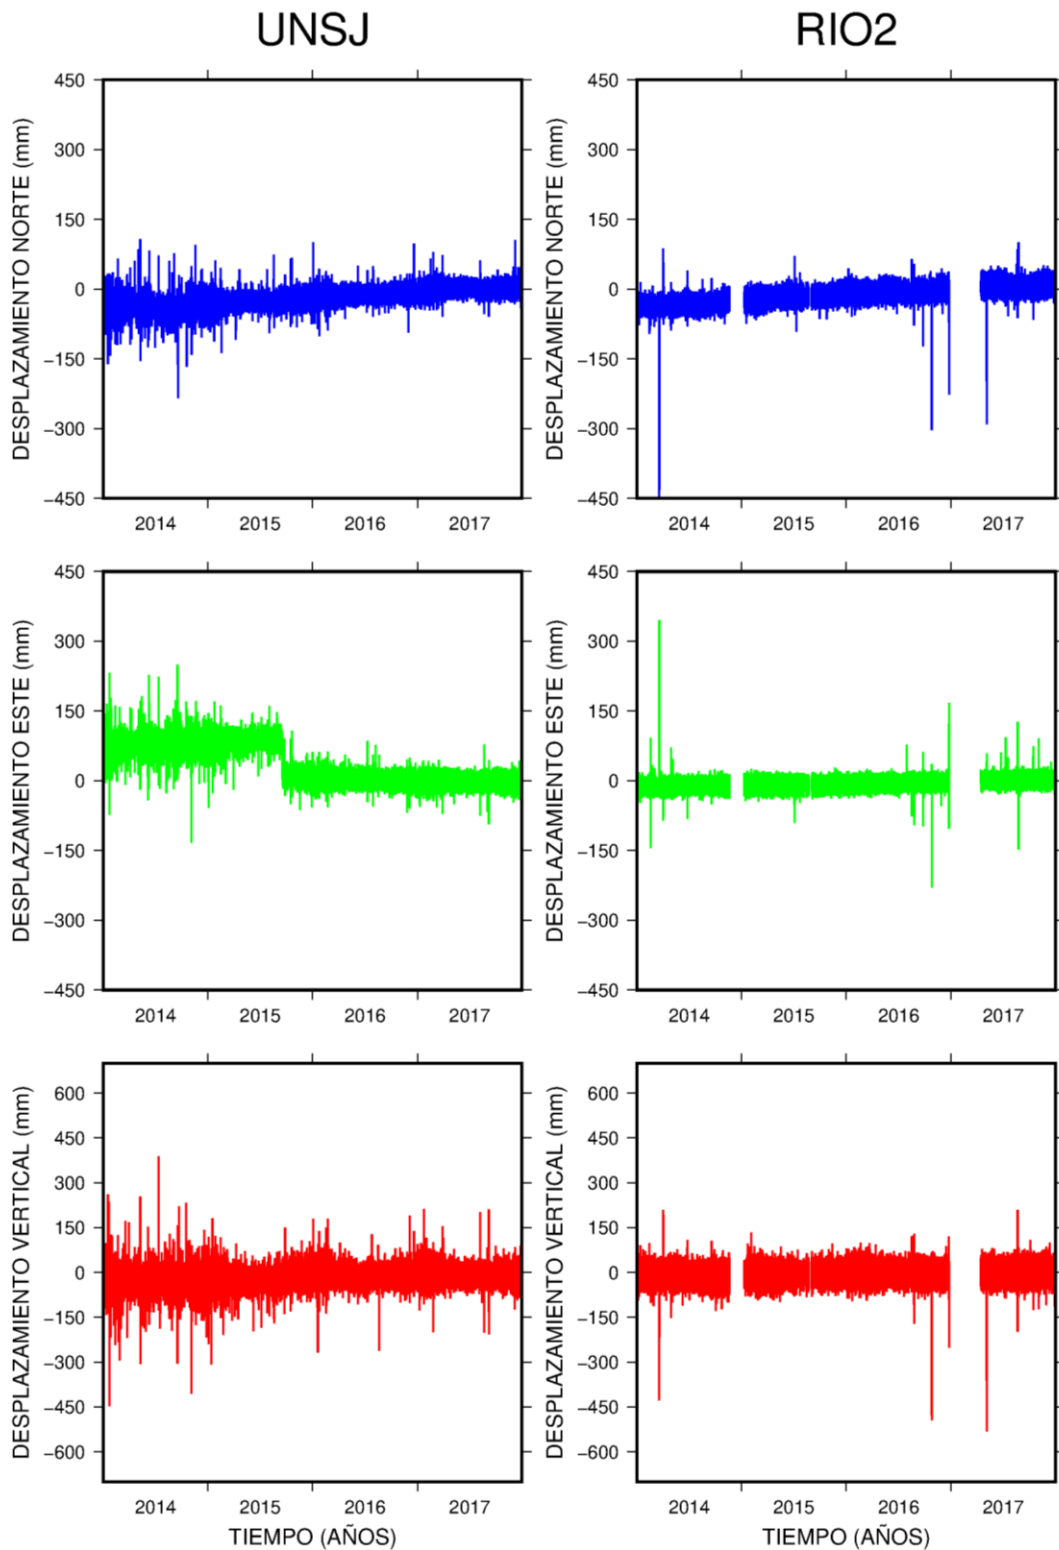 UNSJ
RIO2
DESPLAZAMIENTO NORTE (mm)
450
300
150
0
−150
−300
−450
2014 2015 2016 2017
DESPLAZAMIENTO NORTE (mm)
450
300
150
0
−150
−300
−450
2014 2015 2016 2017
DESPLAZAMIENTO ESTE (mm)
450
300
150
0
−150
−300
−450
2014 2015 2016 2017
DESPLAZAMIENTO ESTE (mm)
450
300
150
0
−150
−300
−450
2014 2015 2016 2017
DESPLAZAMIENTO VERTICAL (mm)
600
450
300
150
0
−150
−300
−450
−600
2014 2015 2016 2017
TIEMPO (AÑOS)
DESPLAZAMIENTO VERTICAL (mm)
600
450
300
150
0
−150
−300
−450
−600
2014 2015 2016 2017
TIEMPO (AÑOS)